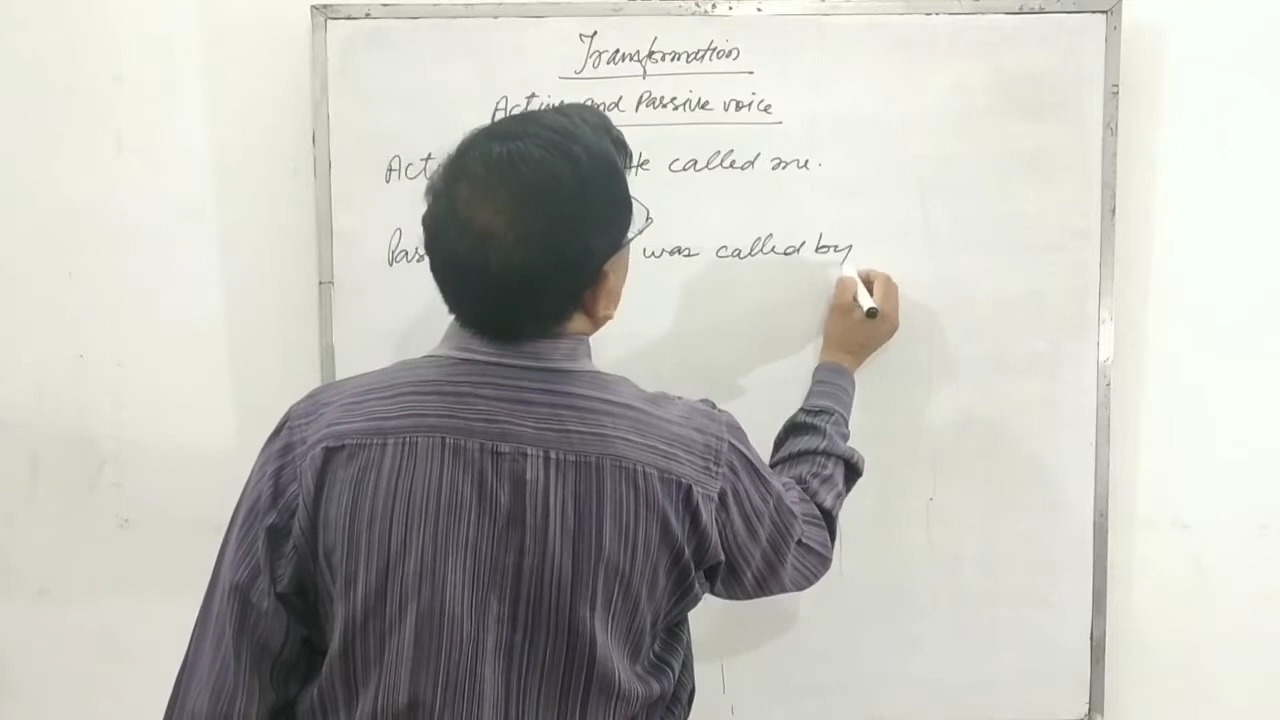 Transformation
Active and Passive voice
Act He called me.
Pas was called by